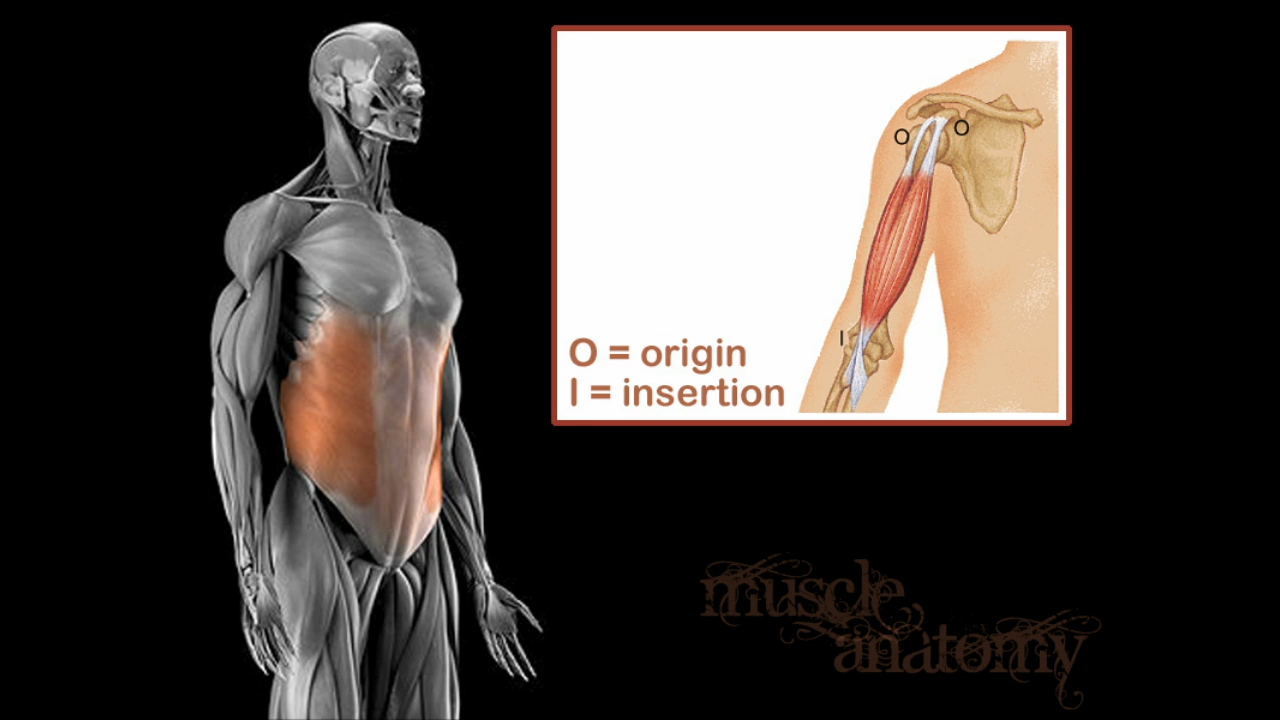 O
O
I
O = origin
I = insertion
muscle
anatomy